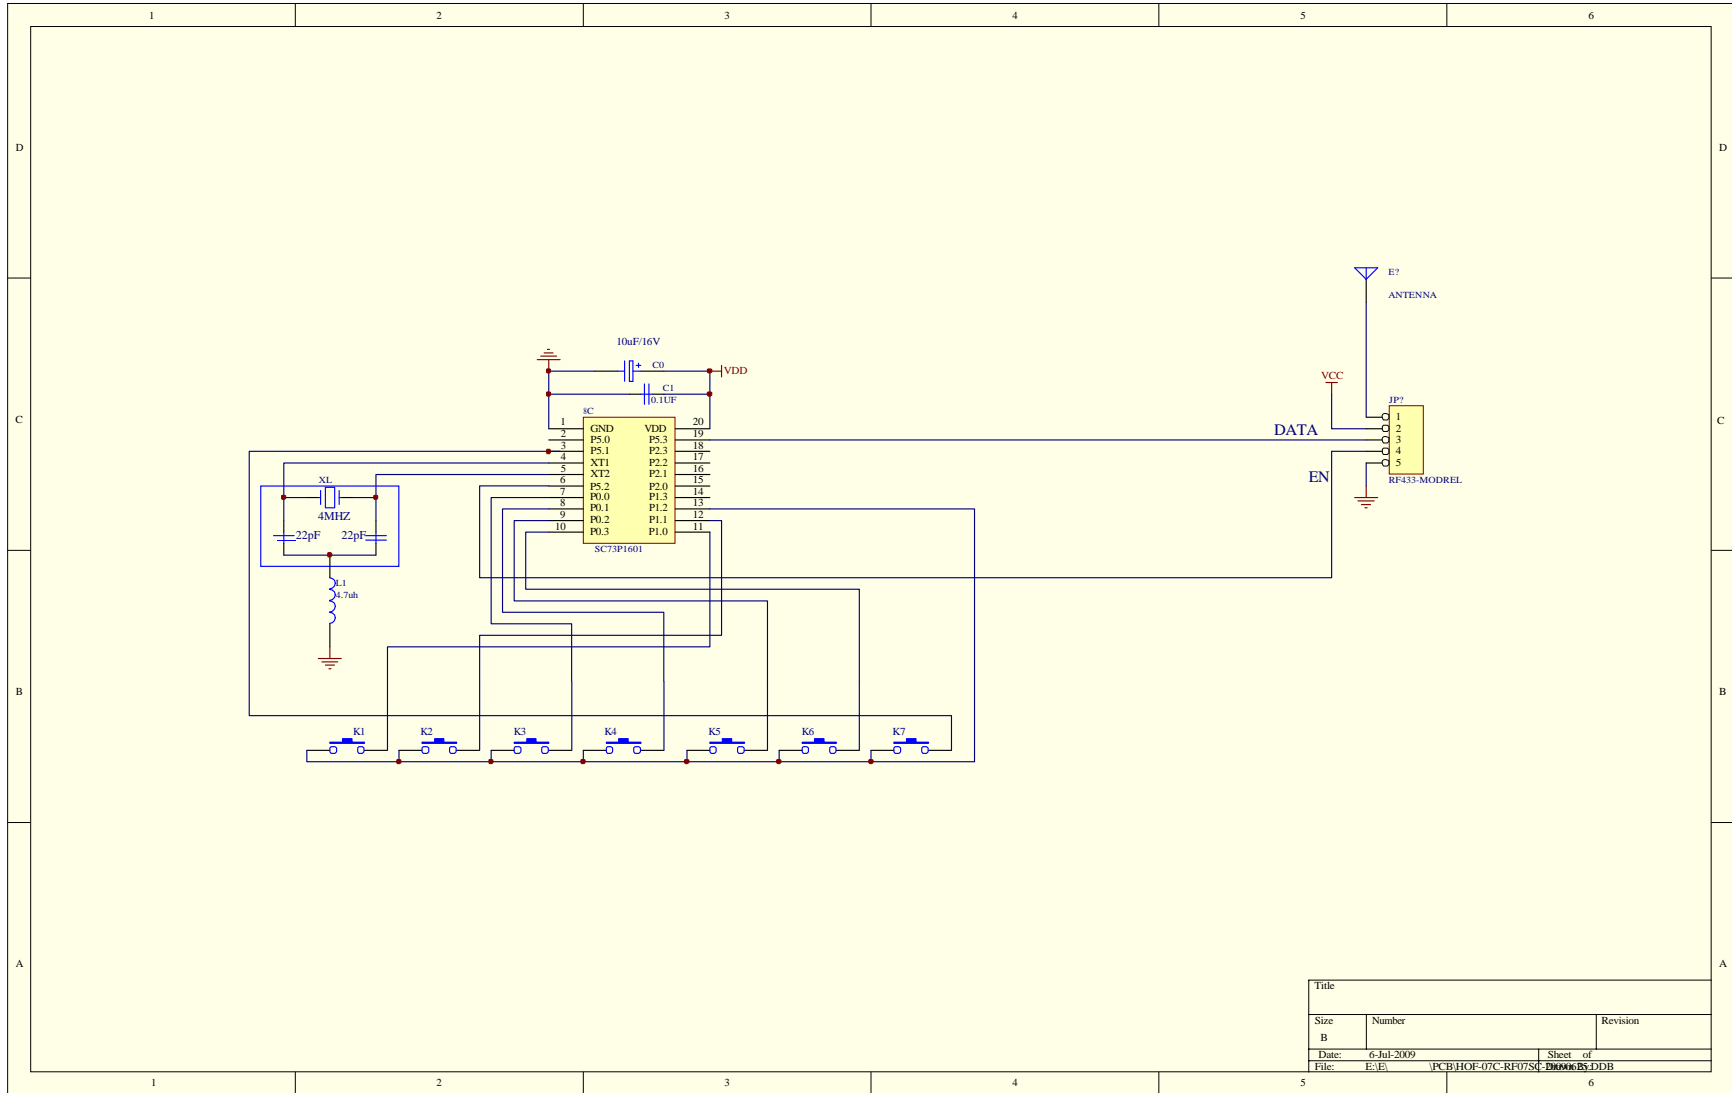 1 2 3 4 5 6
D D
E?
ANTENNA
10uF/16V
C0
VDD
C1
0.1UF
VCC
JP?
C C
8C
1 GND VDD 20
2 P5.0 P5.3 19
3 P5.1 P2.3 18
4 XT1 P2.2 17
5 XT2 P2.1 16
6 P5.2 P2.0 15
7 P0.0 P1.3 14
8 P0.1 P1.2 13
9 P0.2 P1.1 12
10 P0.3 P1.0 11
SC73P1601
DATA
EN
1
2
3
4
5
RF433-MODREL
XL
4MHZ
22pF 22pF
L1
4.7uh
B B
K1 K2 K3 K4 K5 K6 K7
A A
Title
Size Number Revision
B
Date: 6-Jul-2009 Sheet of
File: E:\E\ \PCB\HOF-07C-RF07SC-
1 2 3 4 5 6